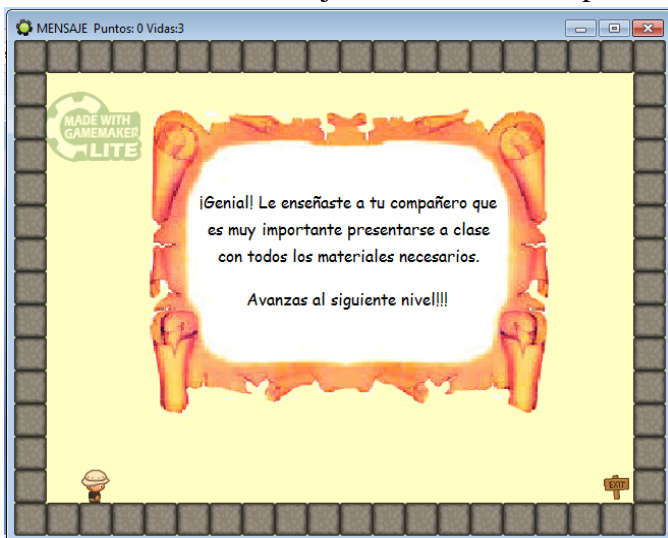 MENSAJE Puntos: 0 Vidas:3
MADE WITH
GAMEMAKER
LITE
¡Genial! Le enseñaste a tu compañero que
es muy importante presentarse a clase
con todos los materiales necesarios.
Avanzas al siguiente nivel!!!
EXIT